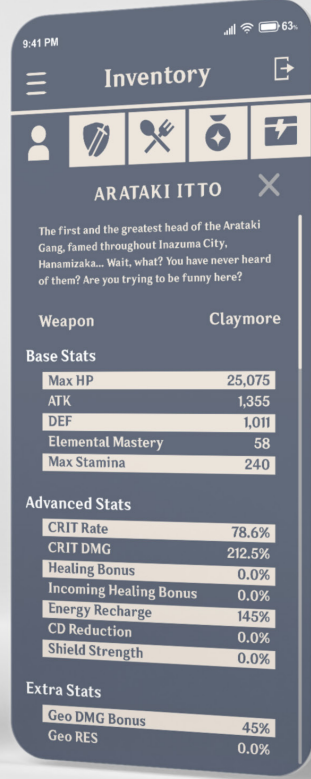 9:41 PM 63%
Inventory
ARATAKI ITTO
The first and the greatest head of the Arataki
Gang, famed throughout Inazuma City,
Hanamizaka... Wait, what? You have never heard
of them? Are you trying to be funny here?
Weapon Claymore
Base Stats
Max HP 25,075
ATK 1,355
DEF 1,011
Elemental Mastery 58
Max Stamina 240
Advanced Stats
CRIT Rate 78.6%
CRIT DMG 212.5%
Healing Bonus 0.0%
Incoming Healing Bonus 0.0%
Energy Recharge 145%
CD Reduction 0.0%
Shield Strength 0.0%
Extra Stats
Geo DMG Bonus 45%
Geo RES 0.0%